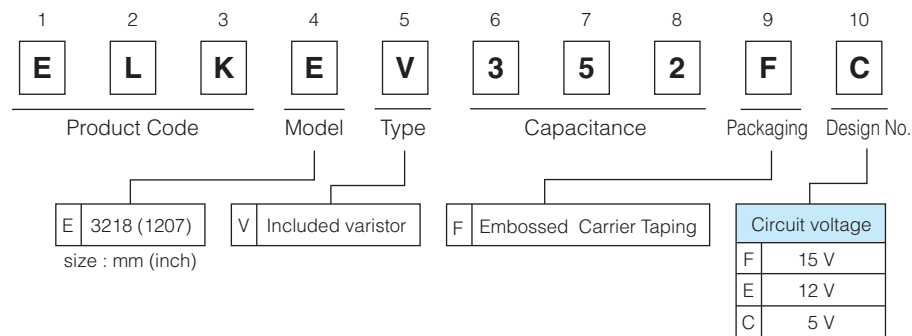 1 2 3 4 5 6 7 8 9 10
E L K E V 3 5 2 F C
Product Code Model Type Capacitance Packaging Design No.
E 3218 (1207) V Included varistor F Embossed Carrier Taping Circuit voltage
size : mm (inch) F 15 V
E 12 V
C 5 V